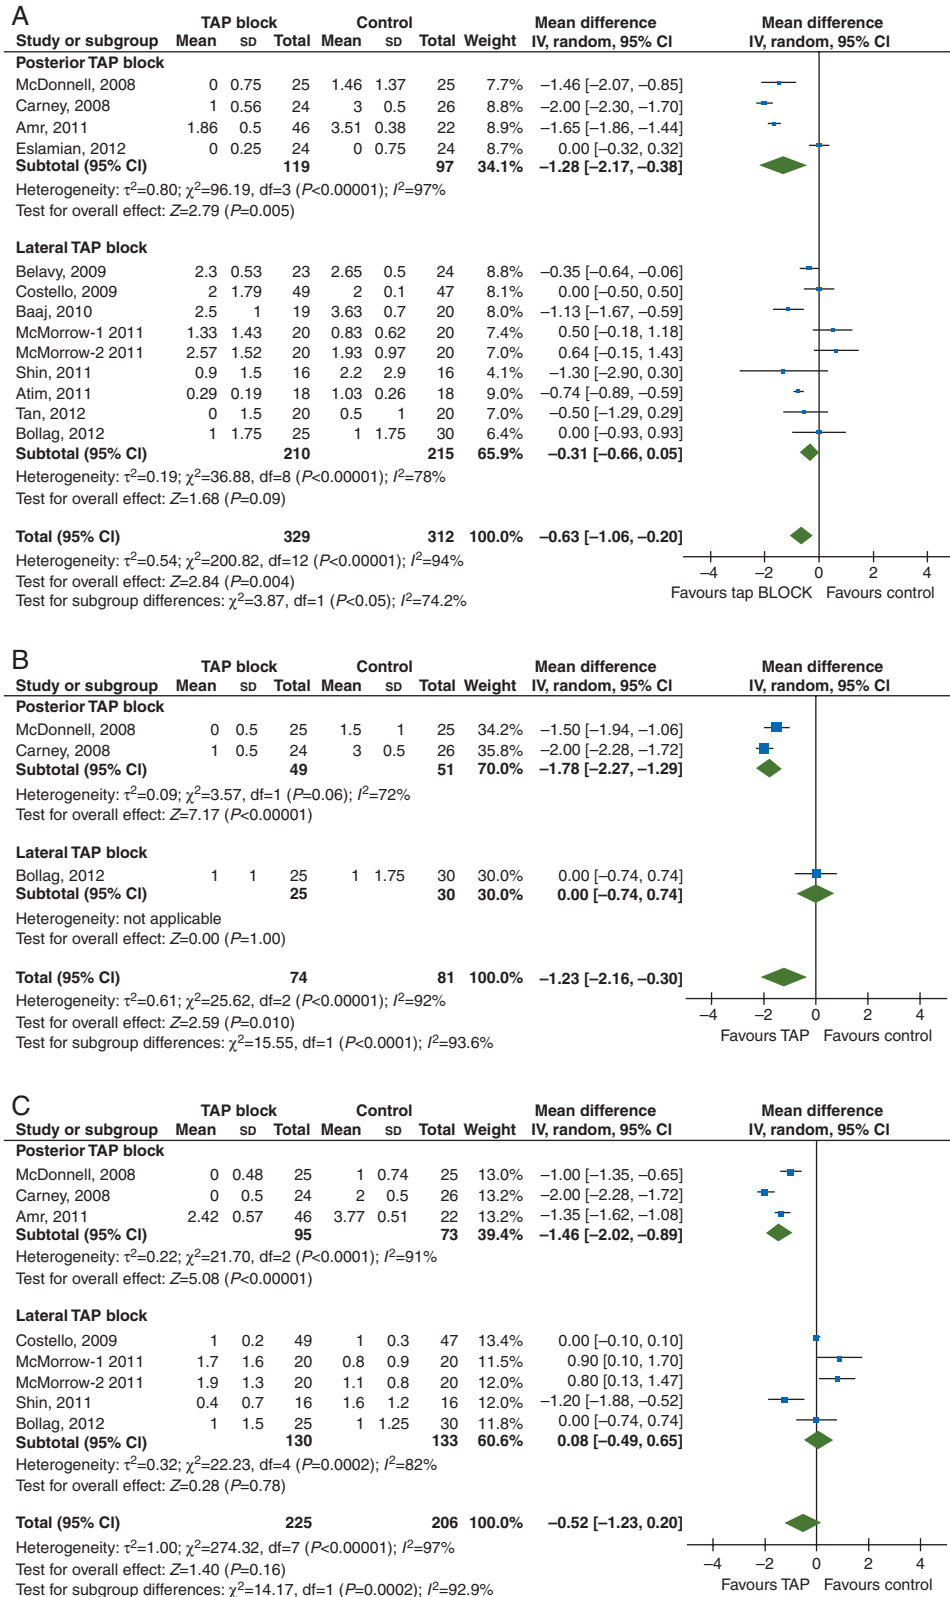 A
TAP block Control Mean difference Mean difference
Study or subgroup Mean SD Total Mean SD Total Weight IV, random, 95% CI IV, random, 95% CI
Posterior TAP block
McDonnell, 2008 0 0.75 25 1.46 1.37 25 7.7% −1.46 [−2.07, −0.85]
Carney, 2008 1 0.56 24 3 0.5 26 8.8% −2.00 [−2.30, −1.70]
Amr, 2011 1.86 0.5 46 3.51 0.38 22 8.9% −1.65 [−1.86, −1.44]
Eslamian, 2012 0 0.25 24 0 0.75 24 8.7% 0.00 [−0.32, 0.32]
Subtotal (95% CI) 119 97 34.1% −1.28 [−2.17, −0.38]
Heterogeneity: τ²=0.80; χ²=96.19, df=3 (P<0.00001); I²=97%
Test for overall effect: Z=2.79 (P=0.005)
Lateral TAP block
Belavy, 2009 2.3 0.53 23 2.65 0.5 24 8.8% −0.35 [−0.64, −0.06]
Costello, 2009 2 1.79 49 2 0.1 47 8.1% 0.00 [−0.50, 0.50]
Baaj, 2010 2.5 1 19 3.63 0.7 20 8.0% −1.13 [−1.67, −0.59]
McMorrow-1 2011 1.33 1.43 20 0.83 0.62 20 7.4% 0.50 [−0.18, 1.18]
McMorrow-2 2011 2.57 1.52 20 1.93 0.97 20 7.0% 0.64 [−0.15, 1.43]
Shin, 2011 0.9 1.5 16 2.2 2.9 16 4.1% −1.30 [−2.90, 0.30]
Atim, 2011 0.29 0.19 18 1.03 0.26 18 9.0% −0.74 [−0.89, −0.59]
Tan, 2012 0 1.5 20 0.5 1 20 7.0% −0.50 [−1.29, 0.29]
Bollag, 2012 1 1.75 25 1 1.75 30 6.4% 0.00 [−0.93, 0.93]
Subtotal (95% CI) 210 215 65.9% −0.31 [−0.66, 0.05]
Heterogeneity: τ²=0.19; χ²=36.88, df=8 (P<0.00001); I²=78%
Test for overall effect: Z=1.68 (P=0.09)
Total (95% CI) 329 312 100.0% −0.63 [−1.06, −0.20]
Heterogeneity: τ²=0.54; χ²=200.82, df=12 (P<0.00001); I²=94%
Test for overall effect: Z=2.84 (P=0.004)
Test for subgroup differences: χ²=3.87, df=1 (P<0.05); I²=74.2%
−4 −2 0 2 4
Favours tap BLOCK Favours control
B
TAP block Control Mean difference Mean difference
Study or subgroup Mean SD Total Mean SD Total Weight IV, random, 95% CI IV, random, 95% CI
Posterior TAP block
McDonnell, 2008 0 0.5 25 1.5 1 25 34.2% −1.50 [−1.94, −1.06]
Carney, 2008 1 0.5 24 3 0.5 26 35.8% −2.00 [−2.28, −1.72]
Subtotal (95% CI) 49 51 70.0% −1.78 [−2.27, −1.29]
Heterogeneity: τ²=0.09; χ²=3.57, df=1 (P=0.06); I²=72%
Test for overall effect: Z=7.17 (P<0.00001)
Lateral TAP block
Bollag, 2012 1 1 25 1 1.75 30 30.0% 0.00 [−0.74, 0.74]
Subtotal (95% CI) 25 30 30.0% 0.00 [−0.74, 0.74]
Heterogeneity: not applicable
Test for overall effect: Z=0.00 (P=1.00)
Total (95% CI) 74 81 100.0% −1.23 [−2.16, −0.30]
Heterogeneity: τ²=0.61; χ²=25.62, df=2 (P<0.00001); I²=92%
Test for overall effect: Z=2.59 (P=0.010)
Test for subgroup differences: χ²=15.55, df=1 (P<0.0001); I²=93.6%
−4 −2 0 2 4
Favours TAP Favours control
C
TAP block Control Mean difference Mean difference
Study or subgroup Mean SD Total Mean SD Total Weight IV, random, 95% CI IV, random, 95% CI
Posterior TAP block
McDonnell, 2008 0 0.48 25 1 0.74 25 13.0% −1.00 [−1.35, −0.65]
Carney, 2008 0 0.5 24 2 0.5 26 13.2% −2.00 [−2.28, −1.72]
Amr, 2011 2.42 0.57 46 3.77 0.51 22 13.2% −1.35 [−1.62, −1.08]
Subtotal (95% CI) 95 73 39.4% −1.46 [−2.02, −0.89]
Heterogeneity: τ²=0.22; χ²=21.70, df=2 (P<0.0001); I²=91%
Test for overall effect: Z=5.08 (P<0.00001)
Lateral TAP block
Costello, 2009 1 0.2 49 1 0.3 47 13.4% 0.00 [−0.10, 0.10]
McMorrow-1 2011 1.7 1.6 20 0.8 0.9 20 11.5% 0.90 [0.10, 1.70]
McMorrow-2 2011 1.9 1.3 20 1.1 0.8 20 12.0% 0.80 [0.13, 1.47]
Shin, 2011 0.4 0.7 16 1.6 1.2 16 12.0% −1.20 [−1.88, −0.52]
Bollag, 2012 1 1.5 25 1 1.25 30 11.8% 0.00 [−0.74, 0.74]
Subtotal (95% CI) 130 133 60.6% 0.08 [−0.49, 0.65]
Heterogeneity: τ²=0.32; χ²=22.23, df=4 (P=0.0002); I²=82%
Test for overall effect: Z=0.28 (P=0.78)
Total (95% CI) 225 206 100.0% −0.52 [−1.23, 0.20]
Heterogeneity: τ²=1.00; χ²=274.32, df=7 (P<0.00001); I²=97%
Test for overall effect: Z=1.40 (P=0.16)
Test for subgroup differences: χ²=14.17, df=1 (P=0.0002); I²=92.9%
−4 −2 0 2 4
Favours TAP Favours control